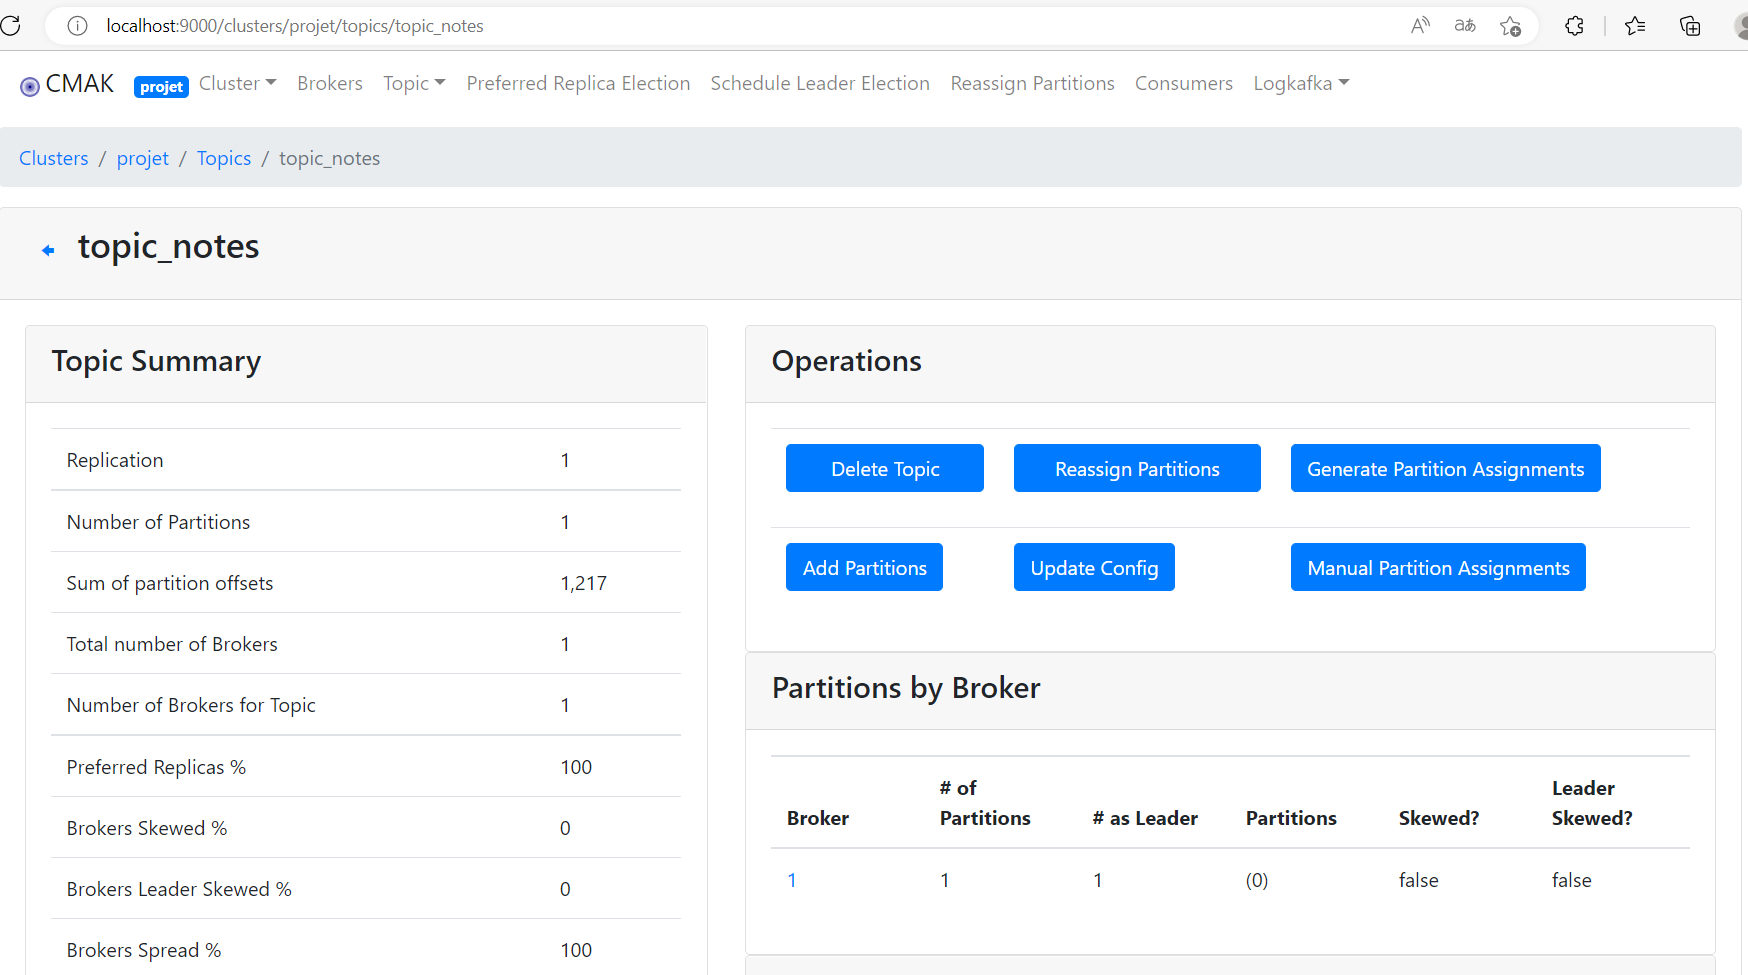 localhost:9000/clusters/projet/topics/topic_notes
CMAK projet Cluster Brokers Topic Preferred Replica Election Schedule Leader Election Reassign Partitions Consumers Logkafka
Clusters / projet / Topics / topic_notes
topic_notes
Topic Summary
Replication 1
Number of Partitions 1
Sum of partition offsets 1,217
Total number of Brokers 1
Number of Brokers for Topic 1
Preferred Replicas % 100
Brokers Skewed % 0
Brokers Leader Skewed % 0
Brokers Spread % 100
Operations
Delete Topic Reassign Partitions Generate Partition Assignments
Add Partitions Update Config Manual Partition Assignments
Partitions by Broker
Broker # of Partitions # as Leader Partitions Skewed? Leader Skewed?
1 1 1 (0) false false